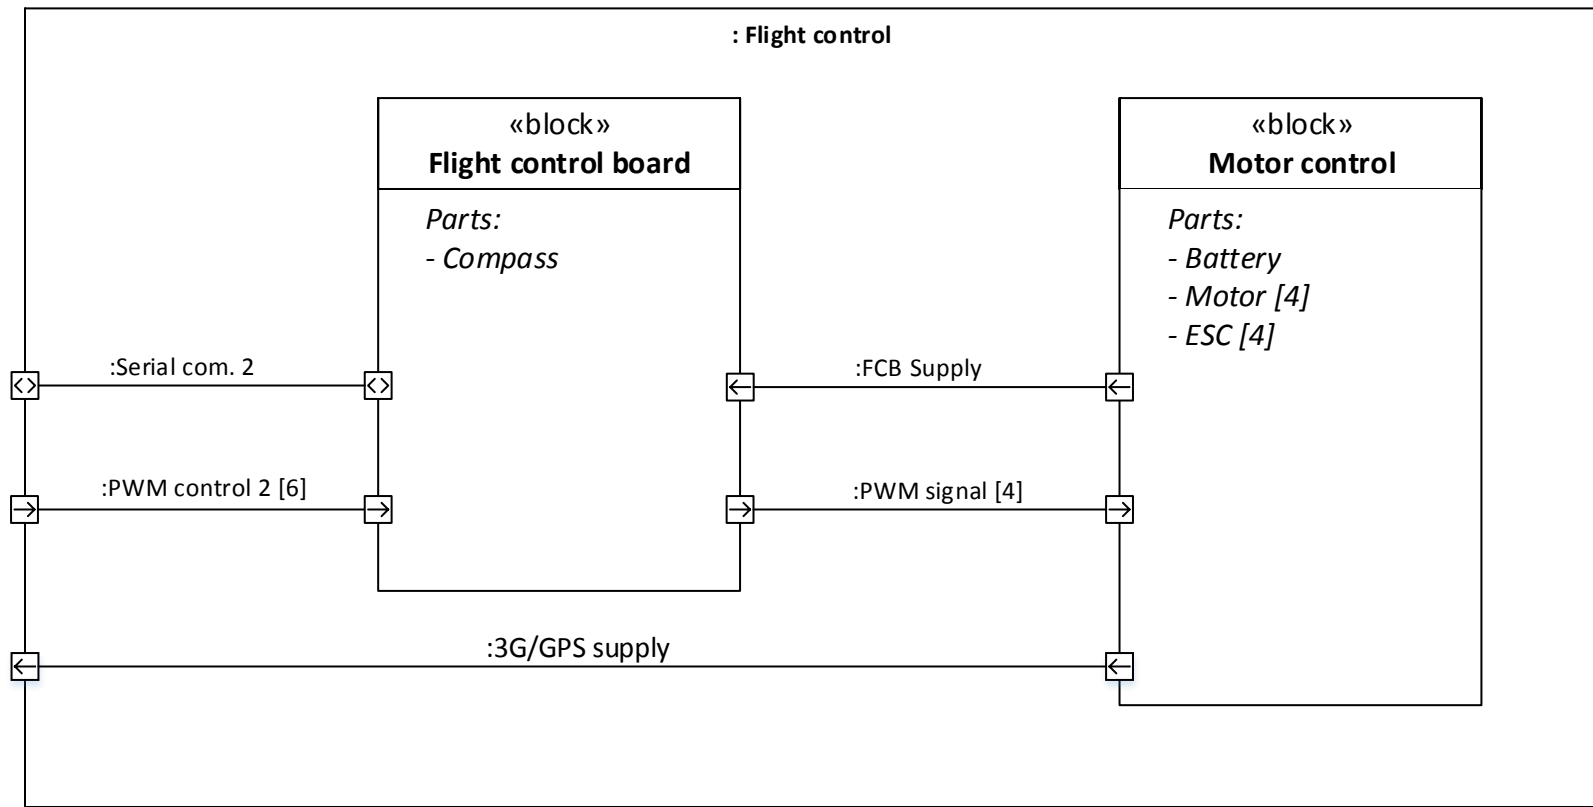 : Flight control
«block»
Flight control board
Parts:
- Compass
«block»
Motor control
Parts:
- Battery
- Motor [4]
- ESC [4]
:Serial com. 2
:FCB Supply
:PWM control 2 [6]
:PWM signal [4]
:3G/GPS supply